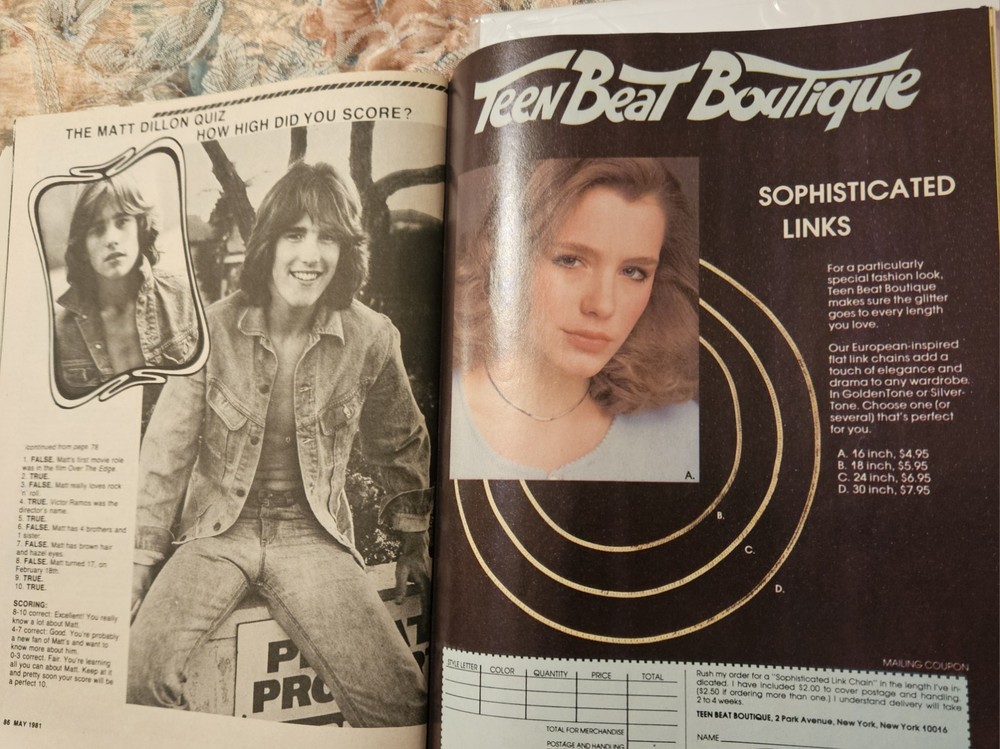 THE MATT DILLON QUIZ
HOW HIGH DID YOU SCORE?
(continued from page 78
1. FALSE. Matt's first movie role
was in the film Over The Edge.
2. TRUE.
3. FALSE. Matt really loves rock
'n' roll.
4. TRUE. Victor Ramos was the
director's name.
5. TRUE.
6. FALSE. Matt has 4 brothers and
1 sister.
7. FALSE. Matt has brown hair
and hazel eyes.
8. FALSE. Matt turned 17, on
February 18th.
9. TRUE.
10. TRUE.
SCORING:
8-10 correct: Excellent! You really
know a lot about Matt.
4-7 correct: Good. You're probably
a new fan of Matt's and want to
know more about him.
0-3 correct. Fair. You're learning
all you can about Matt. Keep at it
and pretty soon your score will be
a perfect 10.
86 MAY 1981
Teen Beat Boutique
SOPHISTICATED
LINKS
For a particularly
special fashion look,
Teen Beat Boutique
makes sure the glitter
goes to every length
you love.
Our European-inspired
flat link chains add a
touch of elegance and
drama to any wardrobe.
In GoldenTone or Silver-
Tone. Choose one (or
several) that's perfect
for you.
A. 16 inch, $4.95
B. 18 inch, $5.95
C. 24 inch, $6.95
D. 30 inch, $7.95
A.
B.
C.
D.
MAILING COUPON
STYLE LETTER COLOR QUANTITY PRICE TOTAL
TOTAL FOR MERCHANDISE
POSTAGE AND HANDLING
Rush my order for a "Sophisticated Link Chain" in the length I've in-
dicated. I have included $2.00 to cover postage and handling.
($2.50 if ordering more than one.) I understand delivery will take
2 to 4 weeks.
TEEN BEAT BOUTIQUE, 2 Park Avenue, New York, New York 10016
NAME